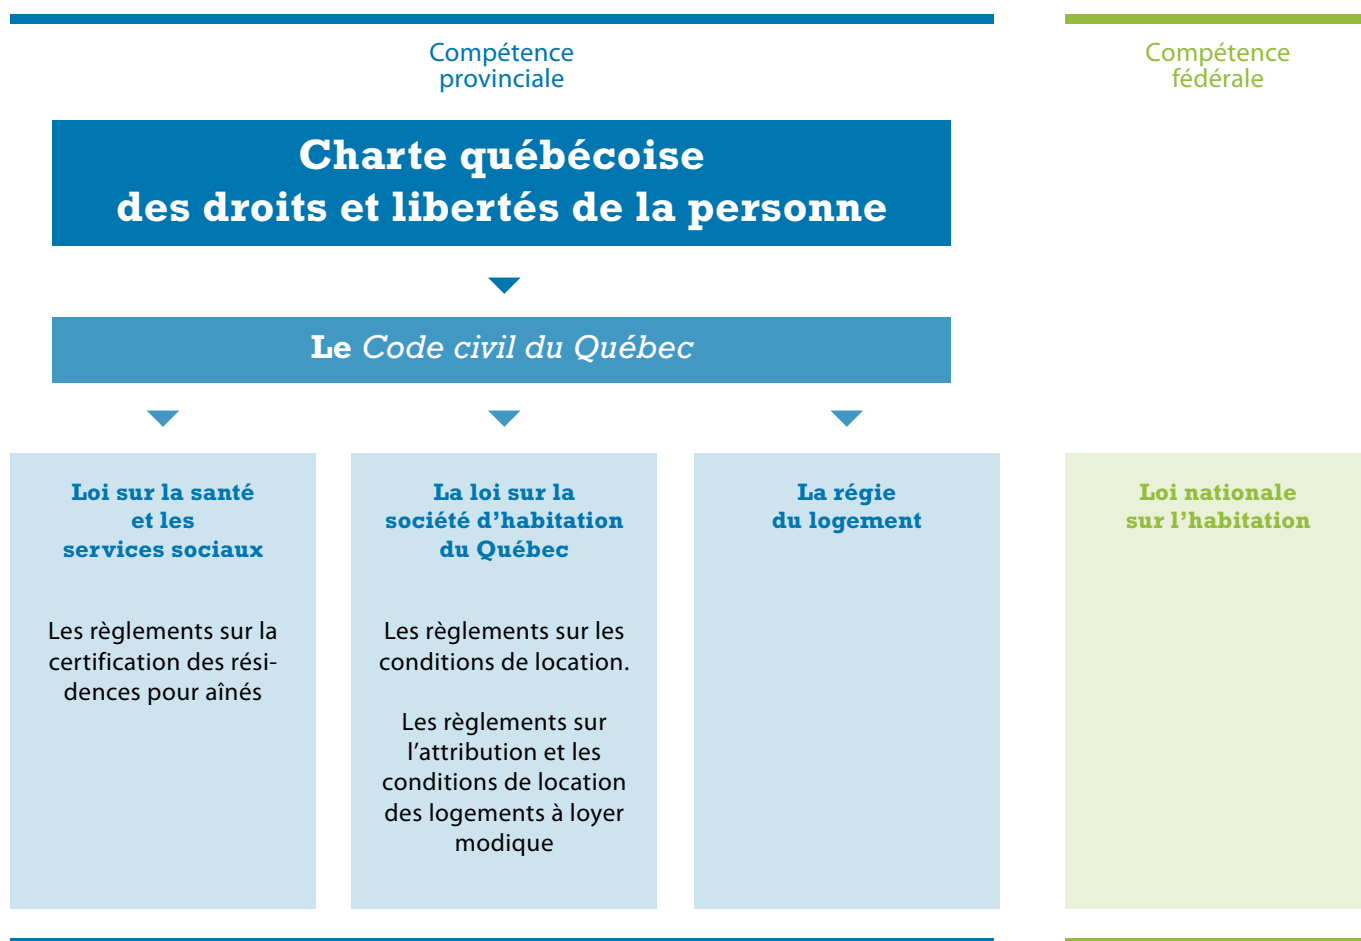 Compétence
provinciale
Compétence
fédérale
Charte québécoise
des droits et libertés de la personne
Le Code civil du Québec
Loi sur la santé
et les
services sociaux
Les règlements sur la
certification des rési-
dences pour aînés
La loi sur la
société d’habitation
du Québec
Les règlements sur les
conditions de location.
Les règlements sur
l’attribution et les
conditions de location
des logements à loyer
modique
La régie
du logement
Loi nationale
sur l’habitation